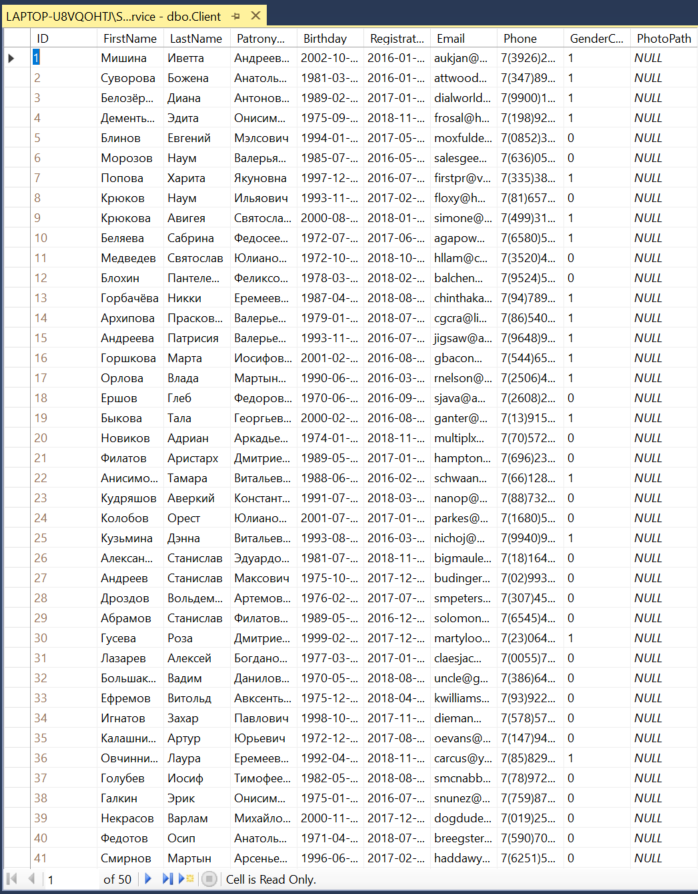 LAPTOP-U8VQOHTJ\S...rvice - dbo.Client
ID FirstName LastName Patrony... Birthday Registrat... Email Phone GenderC... PhotoPath
1 Мишина Иветта Андреев... 2002-10-... 2016-01-... aukjan@... 7(3926)2... 1 NULL
2 Суворова Божена Анатоль... 1981-03-... 2016-01-... attwood... 7(347)89... 1 NULL
3 Белозёр... Диана Антонов... 1989-02-... 2017-01-... dialworld... 7(9900)1... 1 NULL
4 Дементь... Эдита Онисим... 1975-09-... 2018-11-... frosal@h... 7(198)92... 1 NULL
5 Блинов Евгений Мэлсович 1994-01-... 2017-05-... moxfulde... 7(0852)3... 0 NULL
6 Морозов Наум Валерья... 1985-07-... 2016-05-... salesgee... 7(636)05... 0 NULL
7 Попова Харита Якуновна 1997-12-... 2016-07-... firstpr@v... 7(335)38... 1 NULL
8 Крюков Наум Ильяович 1993-11-... 2017-02-... floxy@h... 7(81)657... 0 NULL
9 Крюкова Авигея Святосла... 2000-08-... 2018-01-... simone@... 7(499)31... 1 NULL
10 Беляева Сабрина Федосее... 1972-07-... 2017-06-... agapow... 7(6580)5... 1 NULL
11 Медведев Святослав Юлиано... 1972-10-... 2018-10-... hllam@c... 7(3520)4... 0 NULL
12 Блохин Пантеле... Феликсо... 1978-03-... 2018-02-... balchen... 7(9524)5... 0 NULL
13 Горбачёва Никки Еремеев... 1987-04-... 2018-08-... chinthaka... 7(94)789... 1 NULL
14 Архипова Прасков... Валерье... 1979-01-... 2018-07-... cgcra@li... 7(86)540... 1 NULL
15 Андреева Патрисия Валерье... 1993-11-... 2016-07-... jigsaw@a... 7(9648)9... 1 NULL
16 Горшкова Марта Иосифов... 2001-02-... 2016-08-... gbacon... 7(544)65... 1 NULL
17 Орлова Влада Мартын... 1990-06-... 2016-03-... rnelson@... 7(2506)4... 1 NULL
18 Ершов Глеб Федоров... 1970-06-... 2016-09-... sjava@a... 7(2608)2... 0 NULL
19 Быкова Тала Георгьев... 2000-02-... 2016-08-... ganter@... 7(13)915... 1 NULL
20 Новиков Адриан Аркадье... 1974-01-... 2018-11-... multiplx... 7(70)572... 0 NULL
21 Филатов Аристарх Дмитрие... 1989-05-... 2017-01-... hampton... 7(696)23... 0 NULL
22 Анисимо... Тамара Витальев... 1988-06-... 2016-02-... schwaan... 7(66)128... 1 NULL
23 Кудряшов Аверкий Констант... 1991-07-... 2018-03-... nanop@... 7(88)732... 0 NULL
24 Колобов Орест Юлиано... 2001-07-... 2017-01-... parkes@... 7(1680)5... 0 NULL
25 Кузьмина Дэнна Витальев... 1993-08-... 2016-03-... nichoj@... 7(9940)9... 1 NULL
26 Алексан... Станислав Эдуардо... 1981-07-... 2018-11-... bigmaule... 7(18)164... 0 NULL
27 Андреев Станислав Максович 1975-10-... 2017-12-... budinger... 7(02)993... 0 NULL
28 Дроздов Вольдем... Артемов... 1976-02-... 2017-07-... smpeters... 7(307)45... 0 NULL
29 Абрамов Станислав Филатов... 1989-05-... 2016-12-... solomon... 7(6545)4... 0 NULL
30 Гусева Роза Дмитрие... 1999-02-... 2017-12-... martyloo... 7(23)064... 1 NULL
31 Лазарев Алексей Богдано... 1977-03-... 2017-01-... claesjac... 7(0055)7... 0 NULL
32 Большак... Вадим Данилов... 1970-05-... 2018-08-... uncle@g... 7(386)64... 0 NULL
33 Ефремов Витольд Авксенть... 1975-12-... 2018-04-... kwilliams... 7(93)922... 0 NULL
34 Игнатов Захар Павлович 1998-10-... 2017-11-... dieman... 7(578)57... 0 NULL
35 Калашни... Артур Юрьевич 1972-12-... 2017-08-... oevans@... 7(147)94... 0 NULL
36 Овчинни... Лаура Еремеев... 1992-04-... 2018-11-... carcus@y... 7(85)829... 1 NULL
37 Голубев Иосиф Тимофее... 1982-05-... 2018-08-... smcnabb... 7(78)972... 0 NULL
38 Галкин Эрик Онисим... 1975-01-... 2016-07-... snunez@... 7(759)87... 0 NULL
39 Некрасов Варлам Михайло... 2000-11-... 2017-12-... dogdude... 7(019)25... 0 NULL
40 Федотов Осип Анатоль... 1971-04-... 2018-07-... breegster... 7(590)70... 0 NULL
41 Смирнов Мартын Арсенье... 1996-06-... 2017-02-... haddawy... 7(6251)5... 0 NULL
1 of 50 Cell is Read Only.